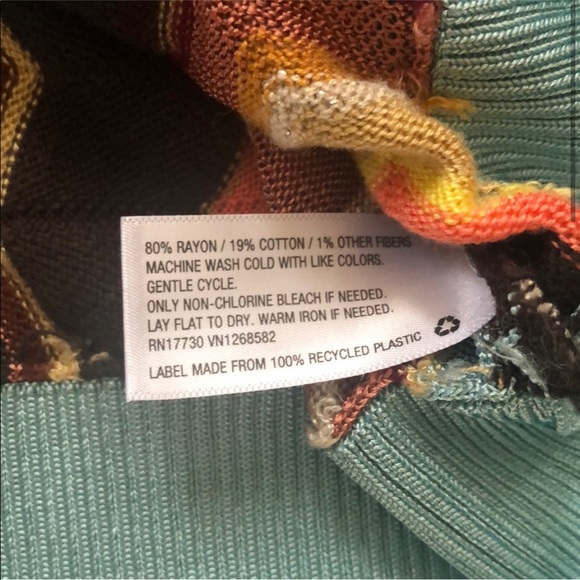 80% RAYON / 19% COTTON / 1% OTHER FIBERS
MACHINE WASH COLD WITH LIKE COLORS.
GENTLE CYCLE.
ONLY NON-CHLORINE BLEACH IF NEEDED.
LAY FLAT TO DRY. WARM IRON IF NEEDED.
RN17730 VN1268582
LABEL MADE FROM 100% RECYCLED PLASTIC